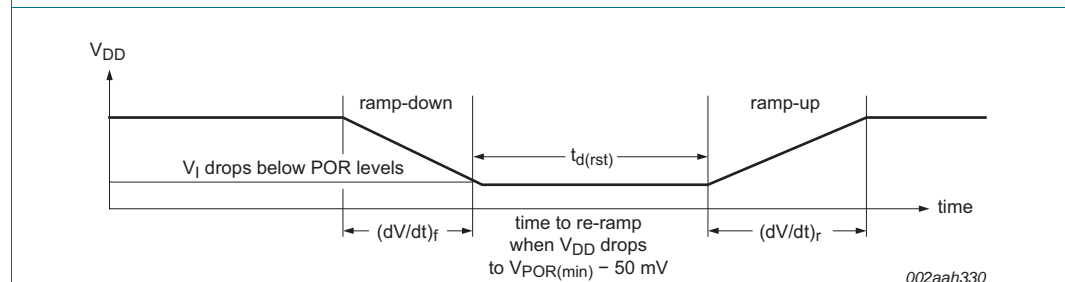 VDD
ramp-down
ramp-up
td(rst)
VI drops below POR levels
time
(dV/dt)f
time to re-ramp
when VDD drops
to VPOR(min) − 50 mV
(dV/dt)r
002aah330